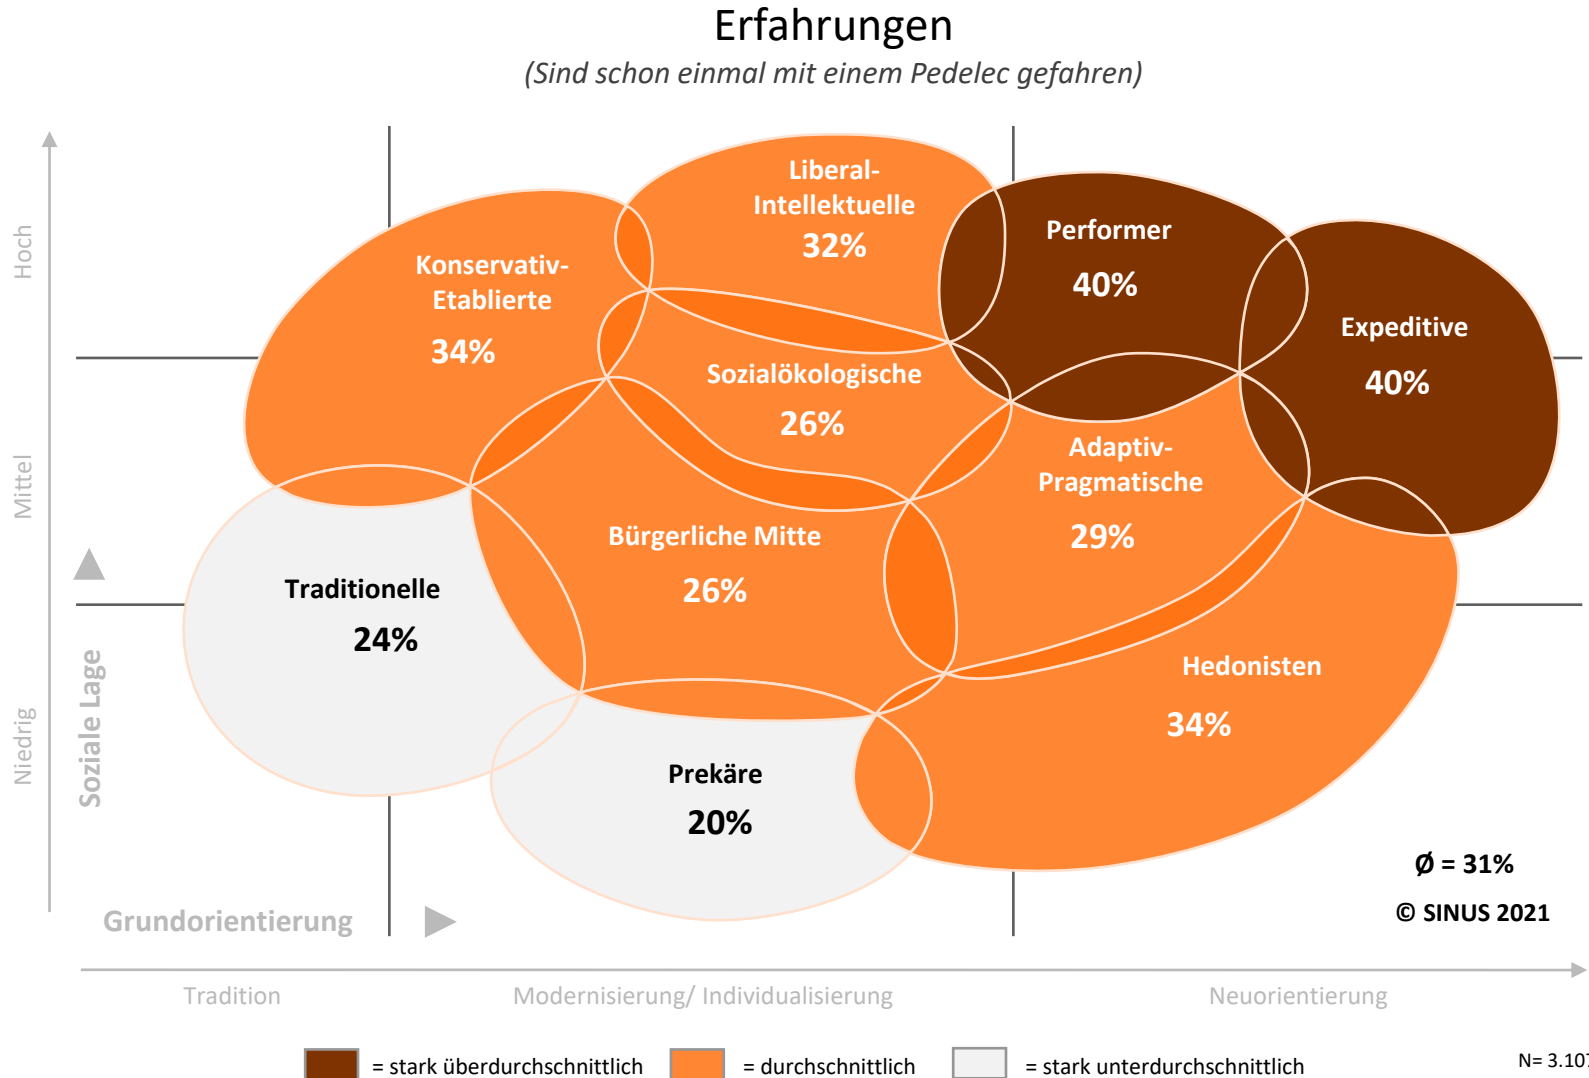 Erfahrungen
(Sind schon einmal mit einem Pedelec gefahren)
Hoch
Mittel
Niedrig
Soziale Lage
Liberal-
Intellektuelle
32%
Performer
40%
Konservativ-
Etablierte
34%
Expeditive
40%
Sozialökologische
26%
Adaptiv-
Pragmatische
29%
Bürgerliche Mitte
26%
Traditionelle
24%
Hedonisten
34%
Prekäre
20%
Ø = 31%
© SINUS 2021
Grundorientierung
Tradition
Modernisierung/ Individualisierung
Neuorientierung
= stark überdurchschnittlich
= durchschnittlich
= stark unterdurchschnittlich
N= 3.107